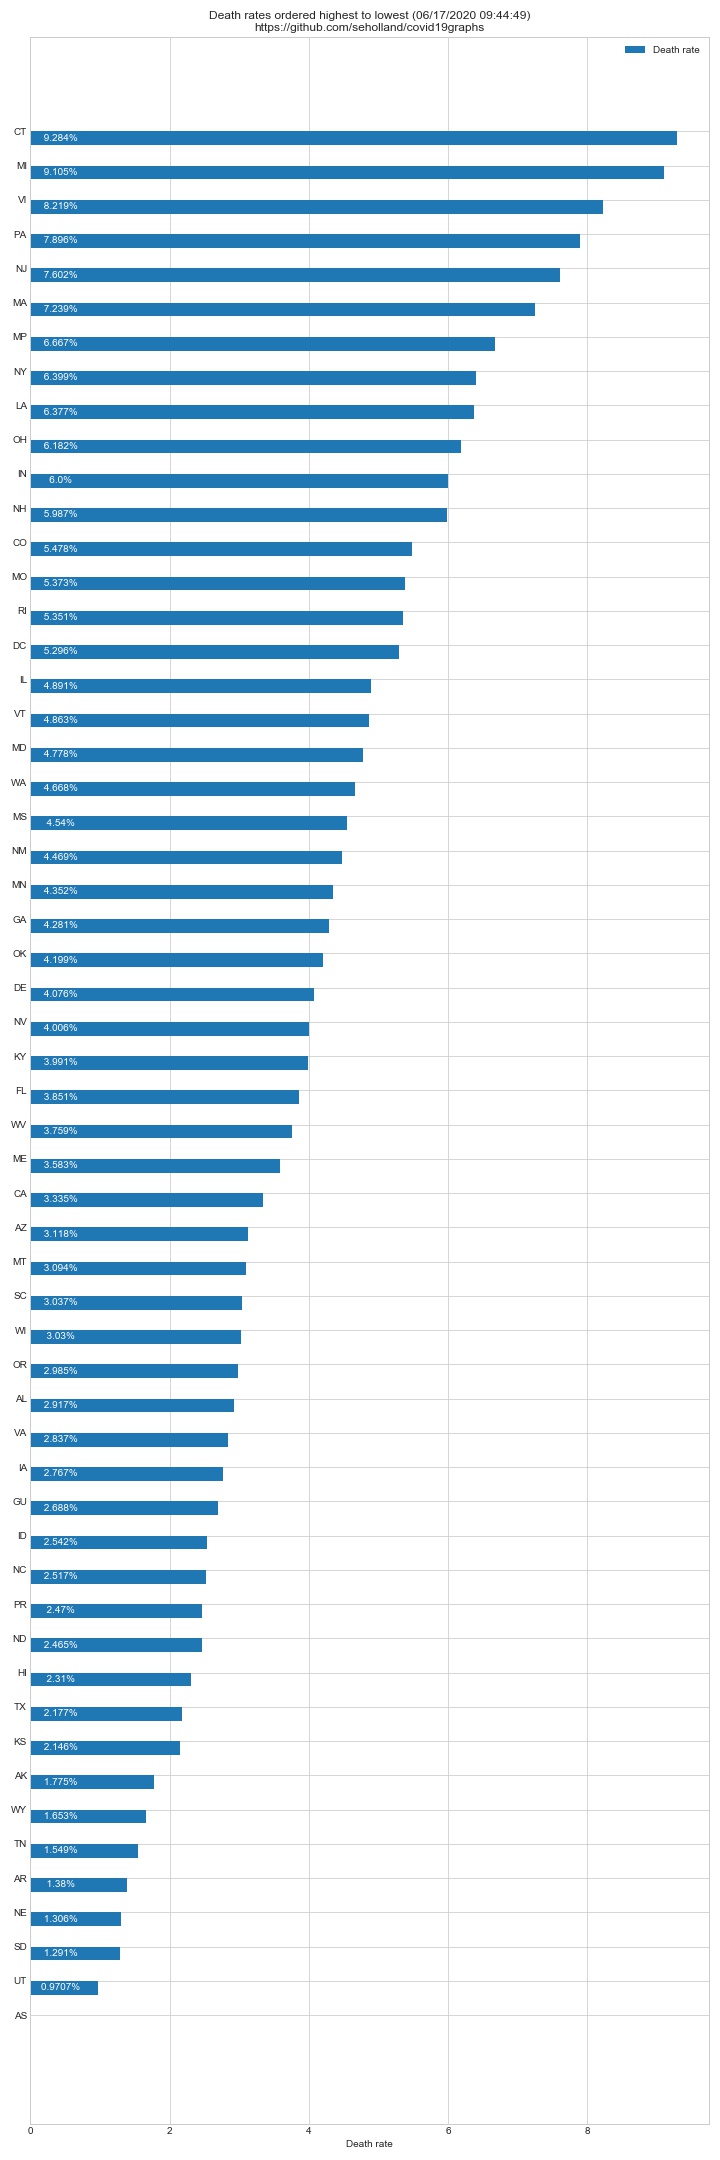 Death rates ordered highest to lowest (06/17/2020 09:44:49)
https://github.com/seholland/covid19graphs
Death rate
CT 9.284%
MI 9.105%
VI 8.219%
PA 7.896%
NJ 7.602%
MA 7.239%
MP 6.667%
NY 6.399%
LA 6.377%
OH 6.182%
IN 6.0%
NH 5.987%
CO 5.478%
MO 5.373%
RI 5.351%
DC 5.296%
IL 4.891%
VT 4.863%
MD 4.778%
WA 4.668%
MS 4.54%
NM 4.469%
MN 4.352%
GA 4.281%
OK 4.199%
DE 4.076%
NV 4.006%
KY 3.991%
FL 3.851%
WV 3.759%
ME 3.583%
CA 3.335%
AZ 3.118%
MT 3.094%
SC 3.037%
WI 3.03%
OR 2.985%
AL 2.917%
VA 2.837%
IA 2.767%
GU 2.688%
ID 2.542%
NC 2.517%
PR 2.47%
ND 2.465%
HI 2.31%
TX 2.177%
KS 2.146%
AK 1.775%
WY 1.653%
TN 1.549%
AR 1.38%
NE 1.306%
SD 1.291%
UT 0.9707%
AS
0 2 4 6 8
Death rate